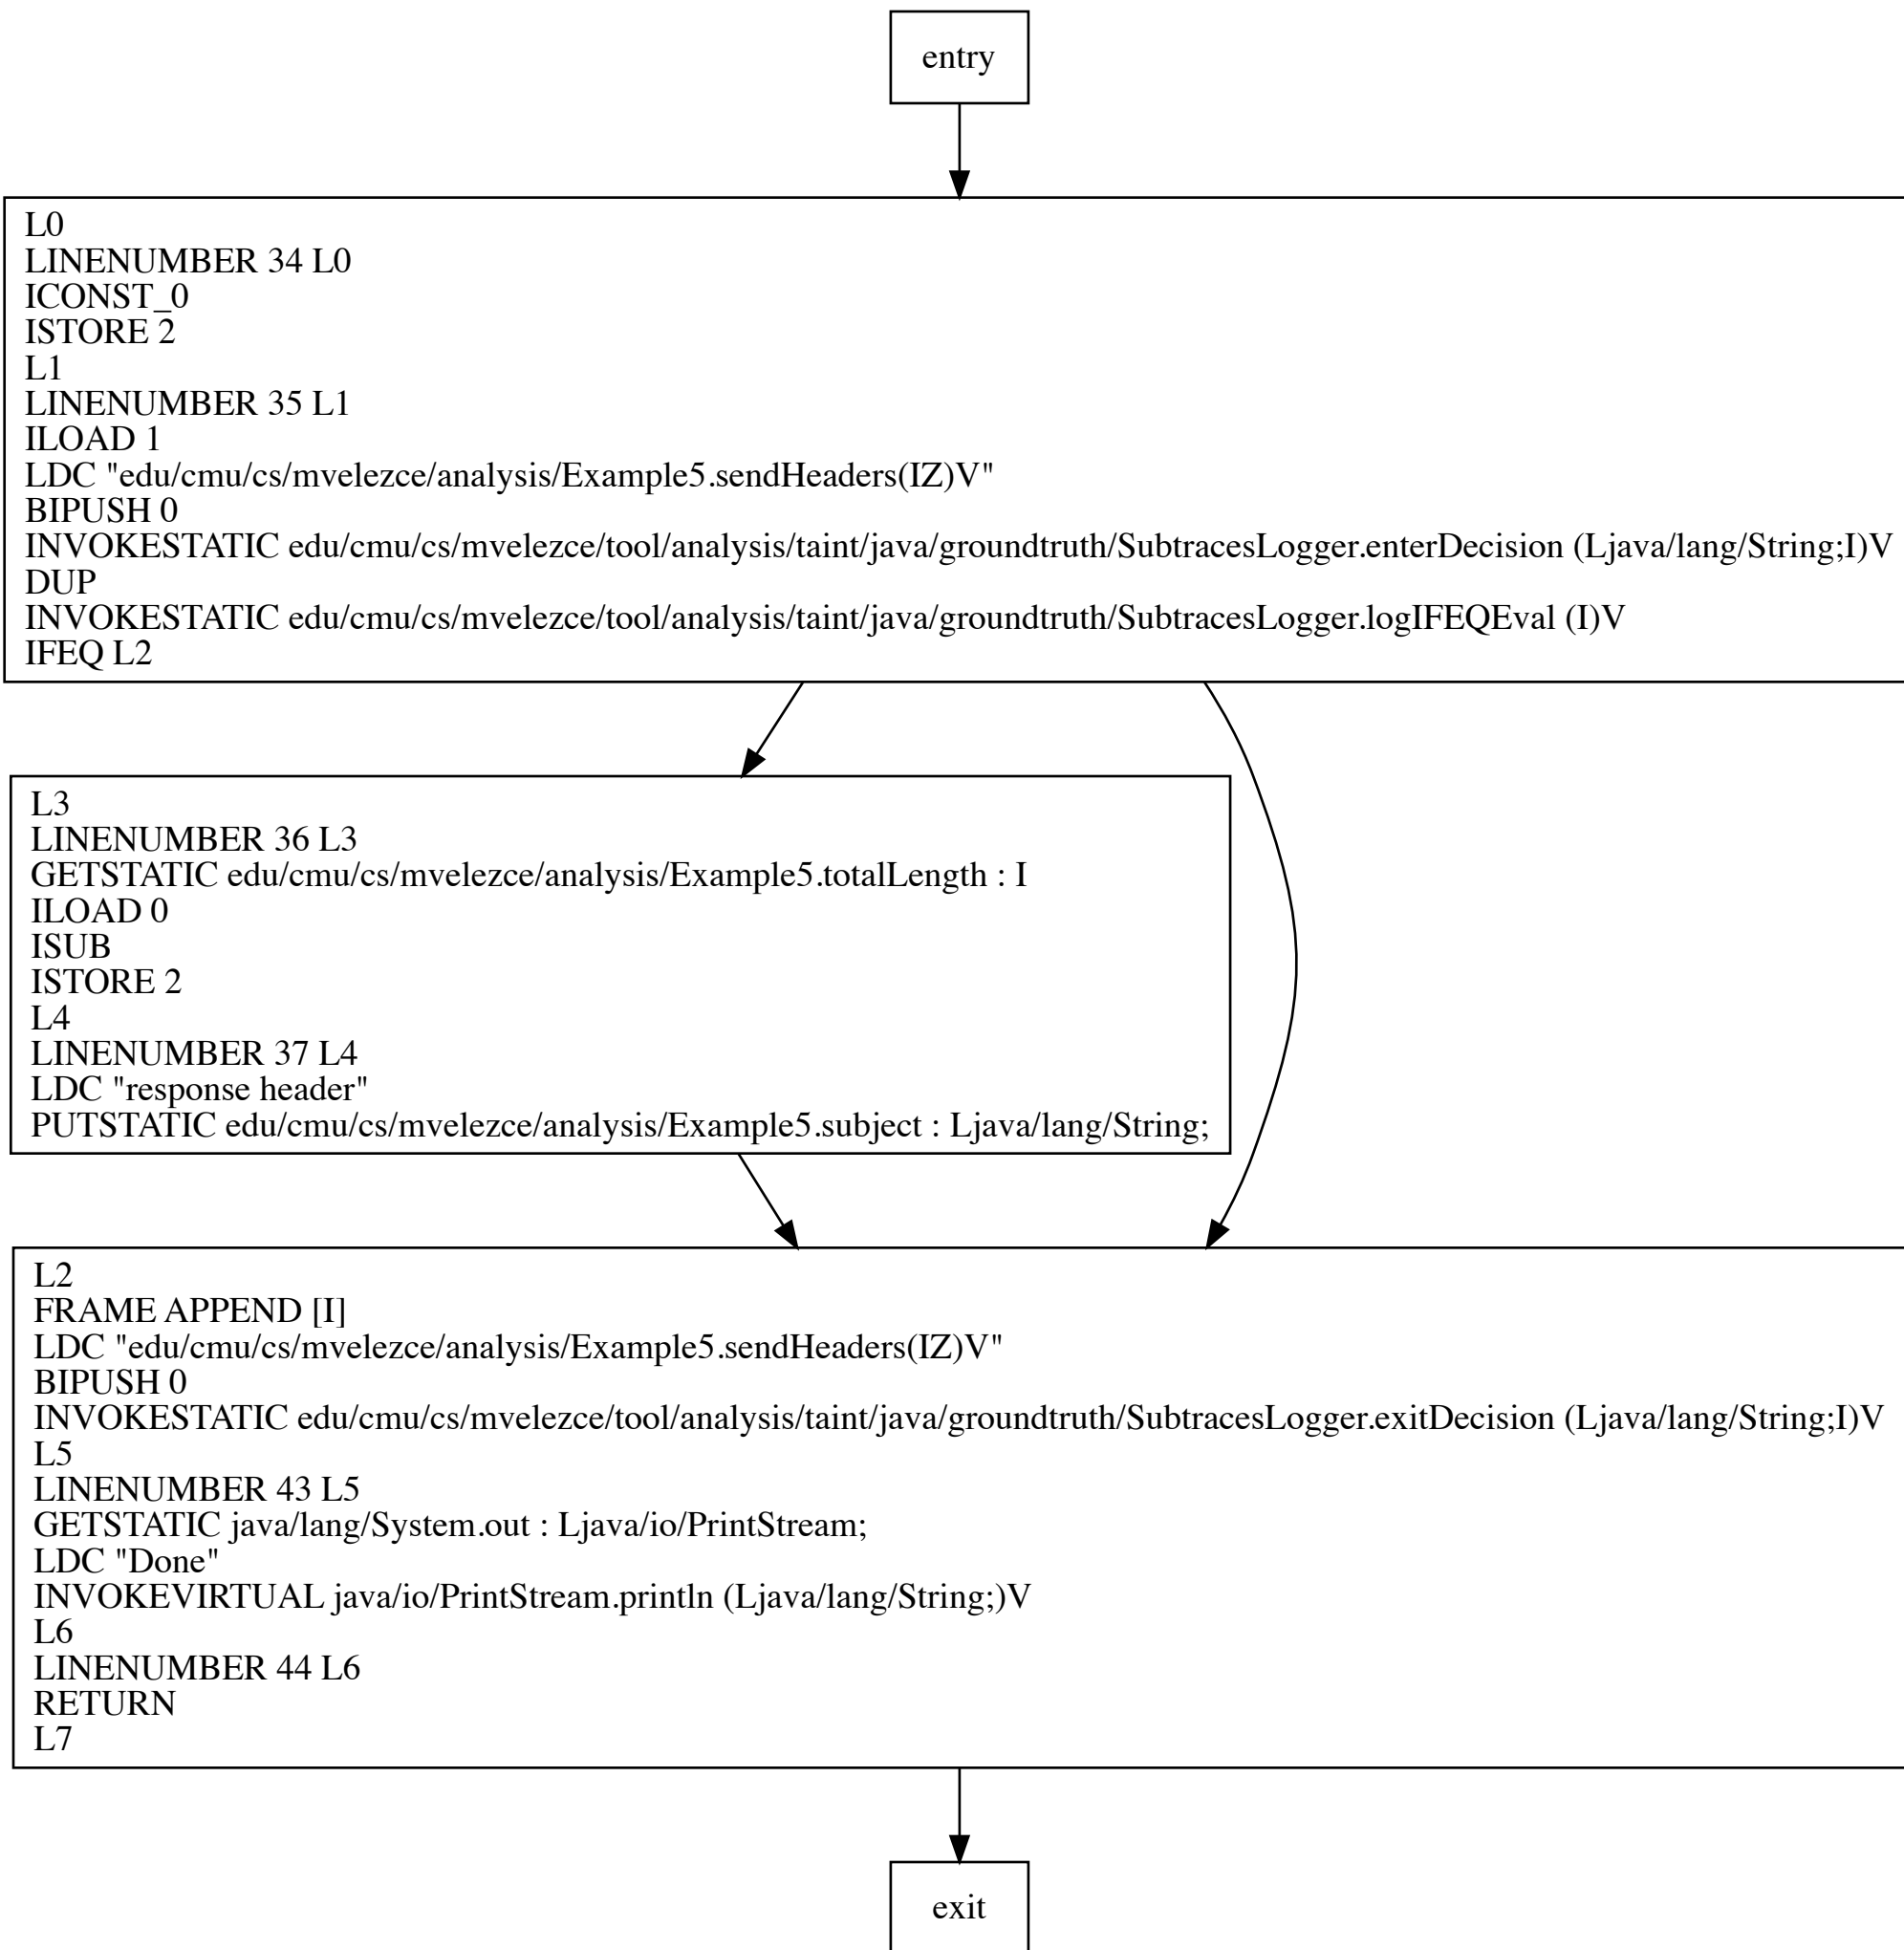 entry
L0
LINENUMBER 34 L0
ICONST_0
ISTORE 2
L1
LINENUMBER 35 L1
ILOAD 1
LDC "edu/cmu/cs/mvelezce/analysis/Example5.sendHeaders(IZ)V"
BIPUSH 0
INVOKESTATIC edu/cmu/cs/mvelezce/tool/analysis/taint/java/groundtruth/SubtracesLogger.enterDecision (Ljava/lang/String;I)V
DUP
INVOKESTATIC edu/cmu/cs/mvelezce/tool/analysis/taint/java/groundtruth/SubtracesLogger.logIFEQEval (I)V
IFEQ L2
L3
LINENUMBER 36 L3
GETSTATIC edu/cmu/cs/mvelezce/analysis/Example5.totalLength : I
ILOAD 0
ISUB
ISTORE 2
L4
LINENUMBER 37 L4
LDC "response header"
PUTSTATIC edu/cmu/cs/mvelezce/analysis/Example5.subject : Ljava/lang/String;
L2
FRAME APPEND [I]
LDC "edu/cmu/cs/mvelezce/analysis/Example5.sendHeaders(IZ)V"
BIPUSH 0
INVOKESTATIC edu/cmu/cs/mvelezce/tool/analysis/taint/java/groundtruth/SubtracesLogger.exitDecision (Ljava/lang/String;I)V
L5
LINENUMBER 43 L5
GETSTATIC java/lang/System.out : Ljava/io/PrintStream;
LDC "Done"
INVOKEVIRTUAL java/io/PrintStream.println (Ljava/lang/String;)V
L6
LINENUMBER 44 L6
RETURN
L7
exit